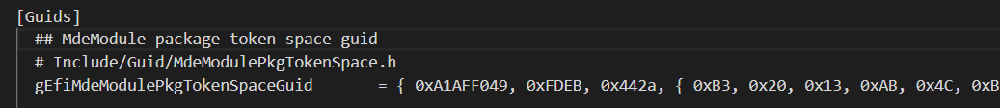 [Guids]
## MdeModule package token space guid
# Include/Guid/MdeModulePkgTokenSpace.h
gEfiMdeModulePkgTokenSpaceGuid = { 0xA1AFF049, 0xFDEB, 0x442a, { 0xB3, 0x20, 0x13, 0xAB, 0x4C, 0xB